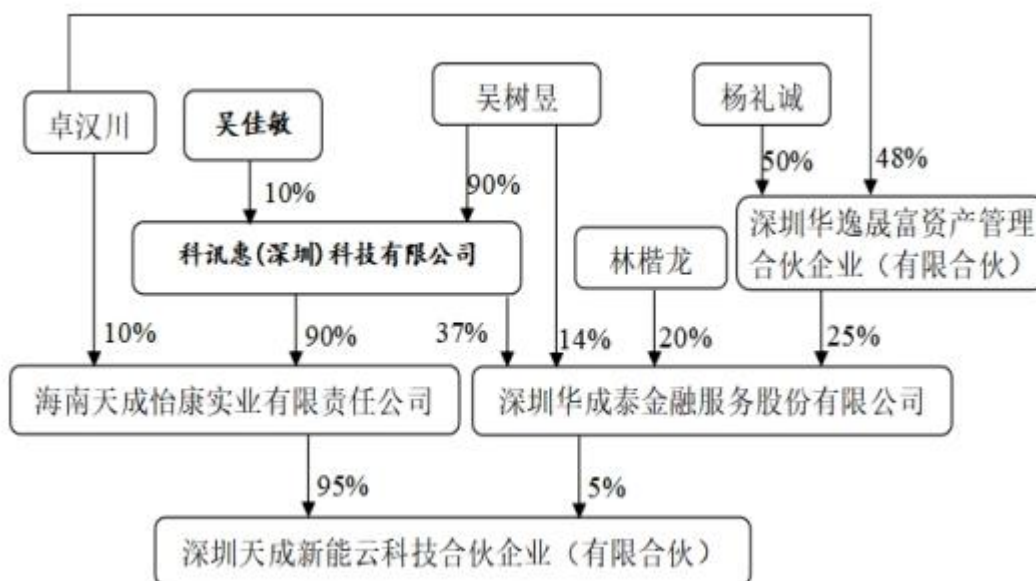 卓汉川
吴佳敏
吴树昱
杨礼诚
10%
90%
50%
48%
科讯惠(深圳)科技有限公司
林楷龙
深圳华逸晟富资产管理
合伙企业（有限合伙）
10%
90%
37%
14%
20%
25%
海南天成怡康实业有限责任公司
深圳华成泰金融服务股份有限公司
95%
5%
深圳天成新能云科技合伙企业（有限合伙）